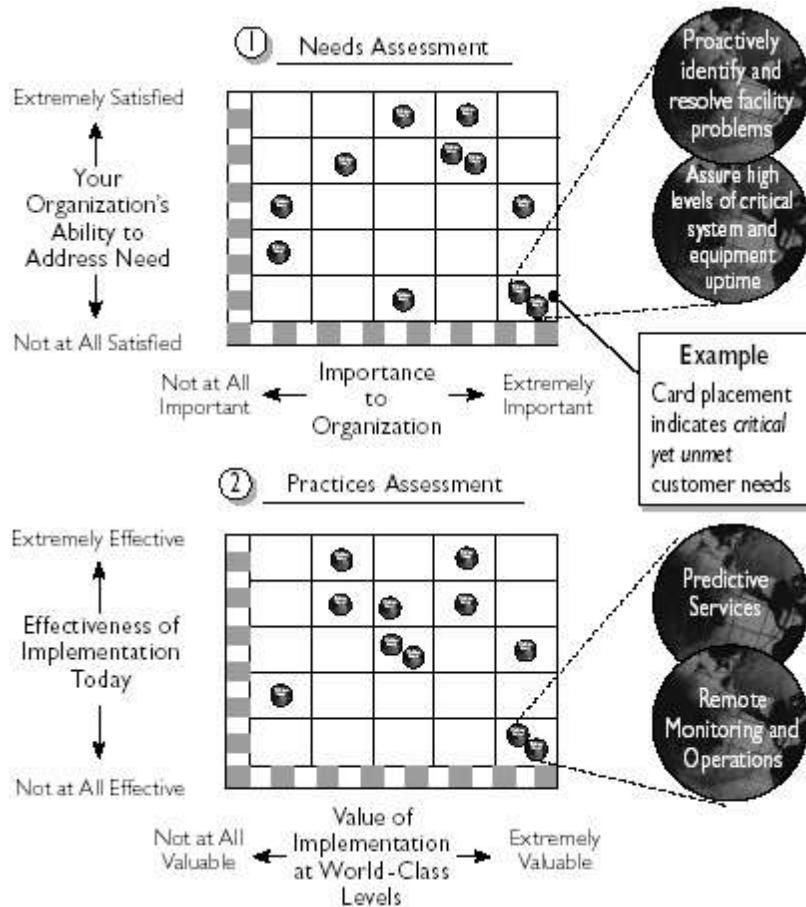 1 Needs Assessment
Extremely Satisfied
Your
Organization's
Ability to
Address Need
Not at All Satisfied
Not at All
Important
Importance
to
Organization
Extremely
Important
Proactively
identify and
resolve facility
problems
Assure high
levels of critical
system and
equipment
uptime
Example
Card placement
indicates critical
yet unmet
customer needs
2 Practices Assessment
Extremely Effective
Effectiveness of
Implementation
Today
Not at All Effective
Not at All
Valuable
Value of
Implementation
at World-Class
Levels
Extremely
Valuable
Predictive
Services
Remote
Monitoring and
Operations